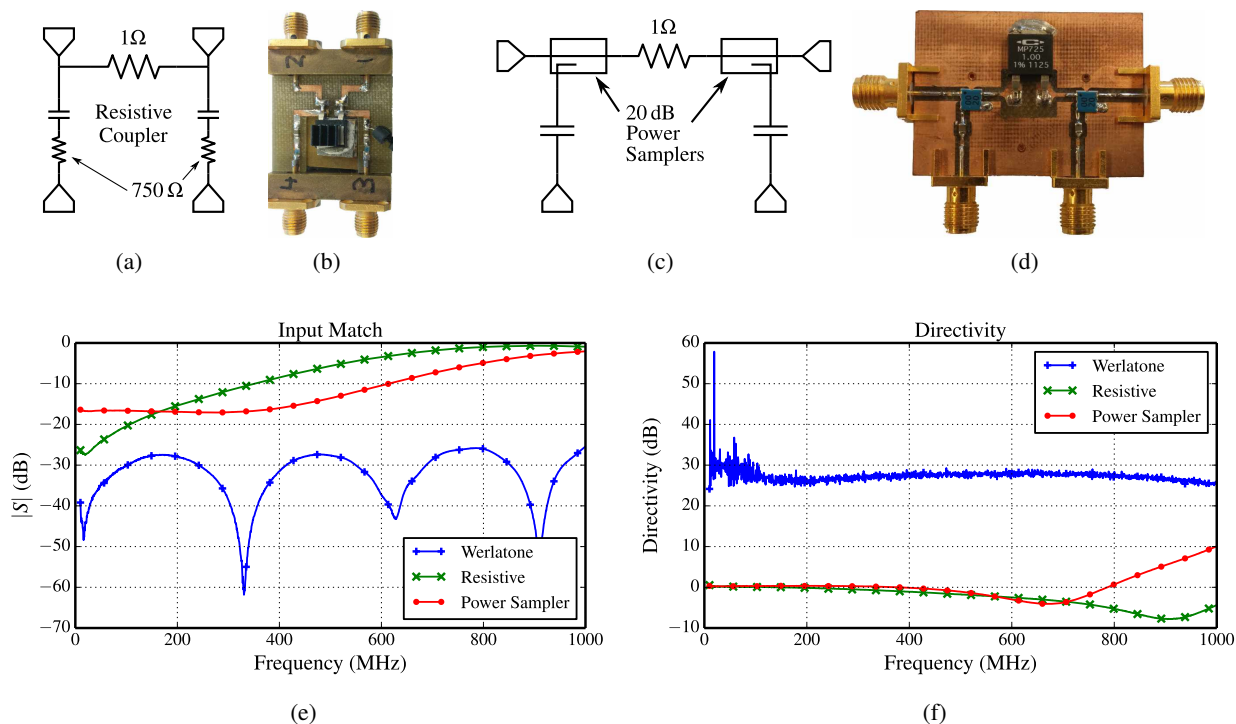 1Ω
Resistive
Coupler
750 Ω
2
1
4
3
1Ω
20 dB
Power
Samplers
MP725
1.00
1% 1125
(a)
(b)
(c)
(d)
Input Match
0
−10
−20
−30
−40
−50
−60
−70
|S| (dB)
Werlatone
Resistive
Power Sampler
0
200
400
600
800
1000
Frequency (MHz)
(e)
Directivity
60
50
40
30
20
10
0
−10
Directivity (dB)
Werlatone
Resistive
Power Sampler
0
200
400
600
800
1000
Frequency (MHz)
(f)